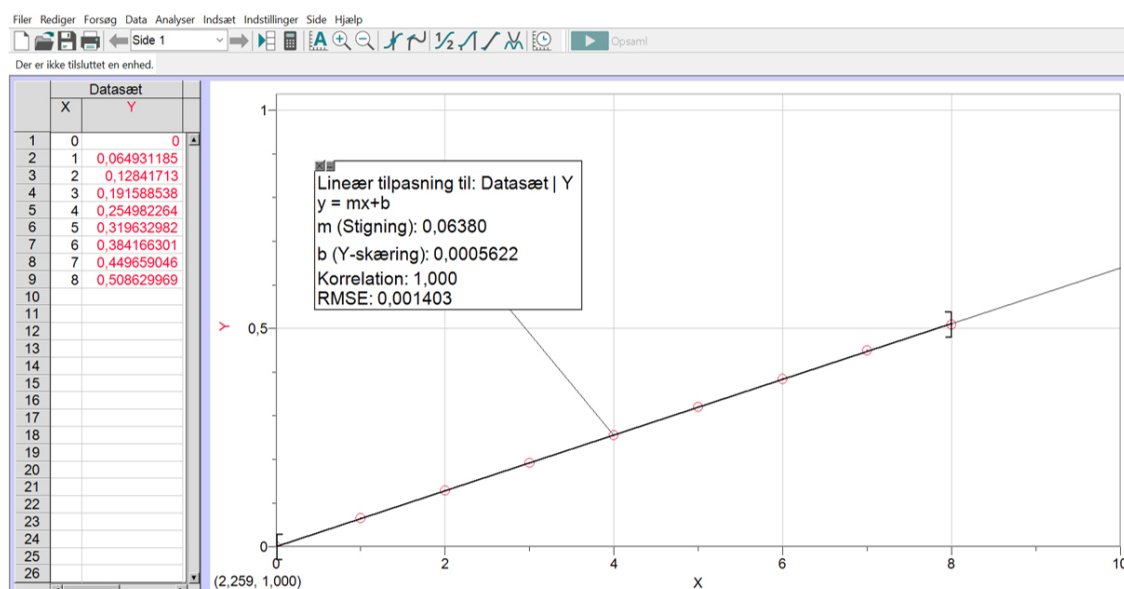 Filer Rediger Forsøg Data Analyser Indsæt Indstillinger Side Hjælp
Side 1
A
1/2
Opsaml
Der er ikke tilsluttet en enhed.
Datasæt
X Y
1 0 0
2 1 0,064931185
3 2 0,12841713
4 3 0,191588538
5 4 0,254982264
6 5 0,319632982
7 6 0,384166301
8 7 0,449659046
9 8 0,508629969
10
11
12
13
14
15
16
17
18
19
20
21
22
23
24
25
26
1
0,5
0
Y
Lineær tilpasning til: Datasæt | Y
y = mx+b
m (Stigning): 0,06380
b (Y-skæring): 0,0005622
Korrelation: 1,000
RMSE: 0,001403
0 2 4 6 8 10
(2,259, 1,000)
X